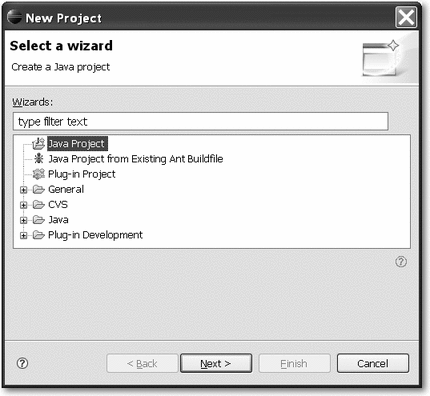 New Project
Select a wizard
Create a Java project
Wizards:
type filter text
Java Project
Java Project from Existing Ant Buildfile
Plug-in Project
General
CVS
Java
Plug-in Development
< Back Next > Finish Cancel